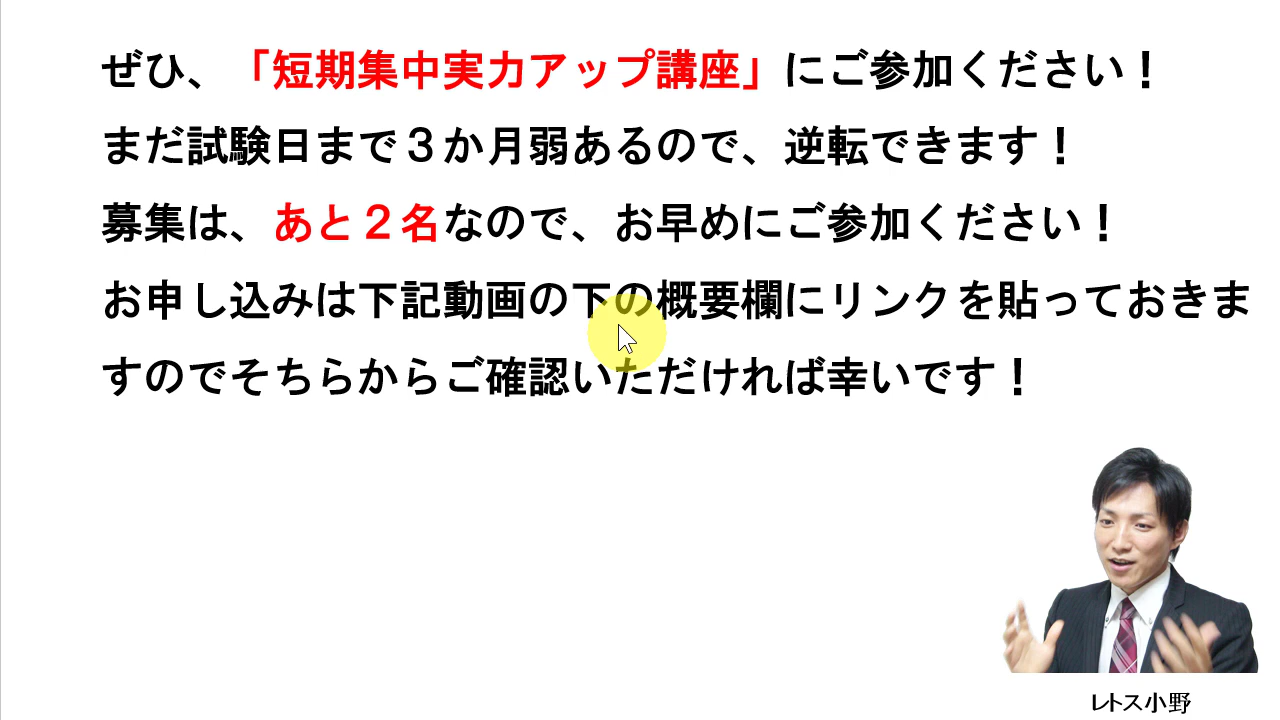 ぜひ、「短期集中実力アップ講座」にご参加ください！
まだ試験日まで３か月弱あるので、逆転できます！
募集は、あと２名なので、お早めにご参加ください！
お申し込みは下記動画の下の概要欄にリンクを貼っておきま
すのでそちらからご確認いただければ幸いです！
レトス小野